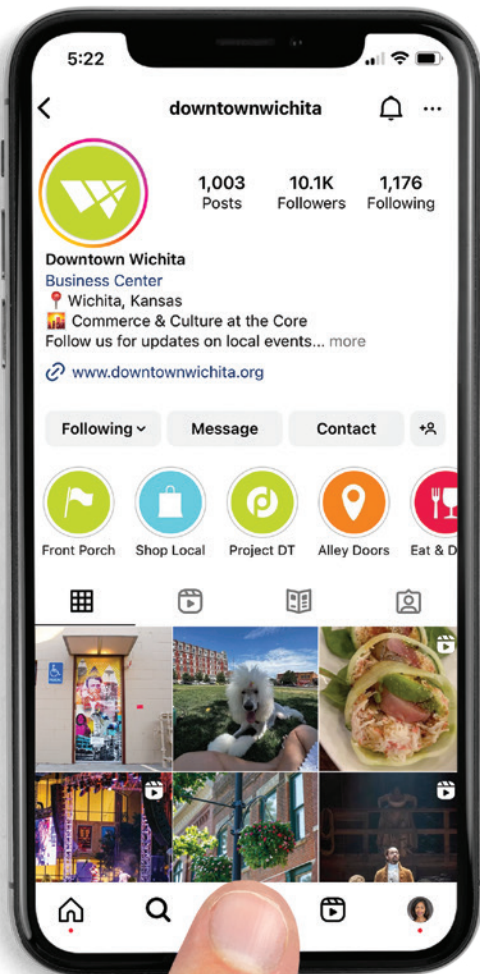 5:22
downtownwichita
1,003 10.1K 1,176
Posts Followers Following
Downtown Wichita
Business Center
Wichita, Kansas
Commerce & Culture at the Core
Follow us for updates on local events... more
www.downtownwichita.org
Following Message Contact
Front Porch Shop Local Project DT Alley Doors Eat & D